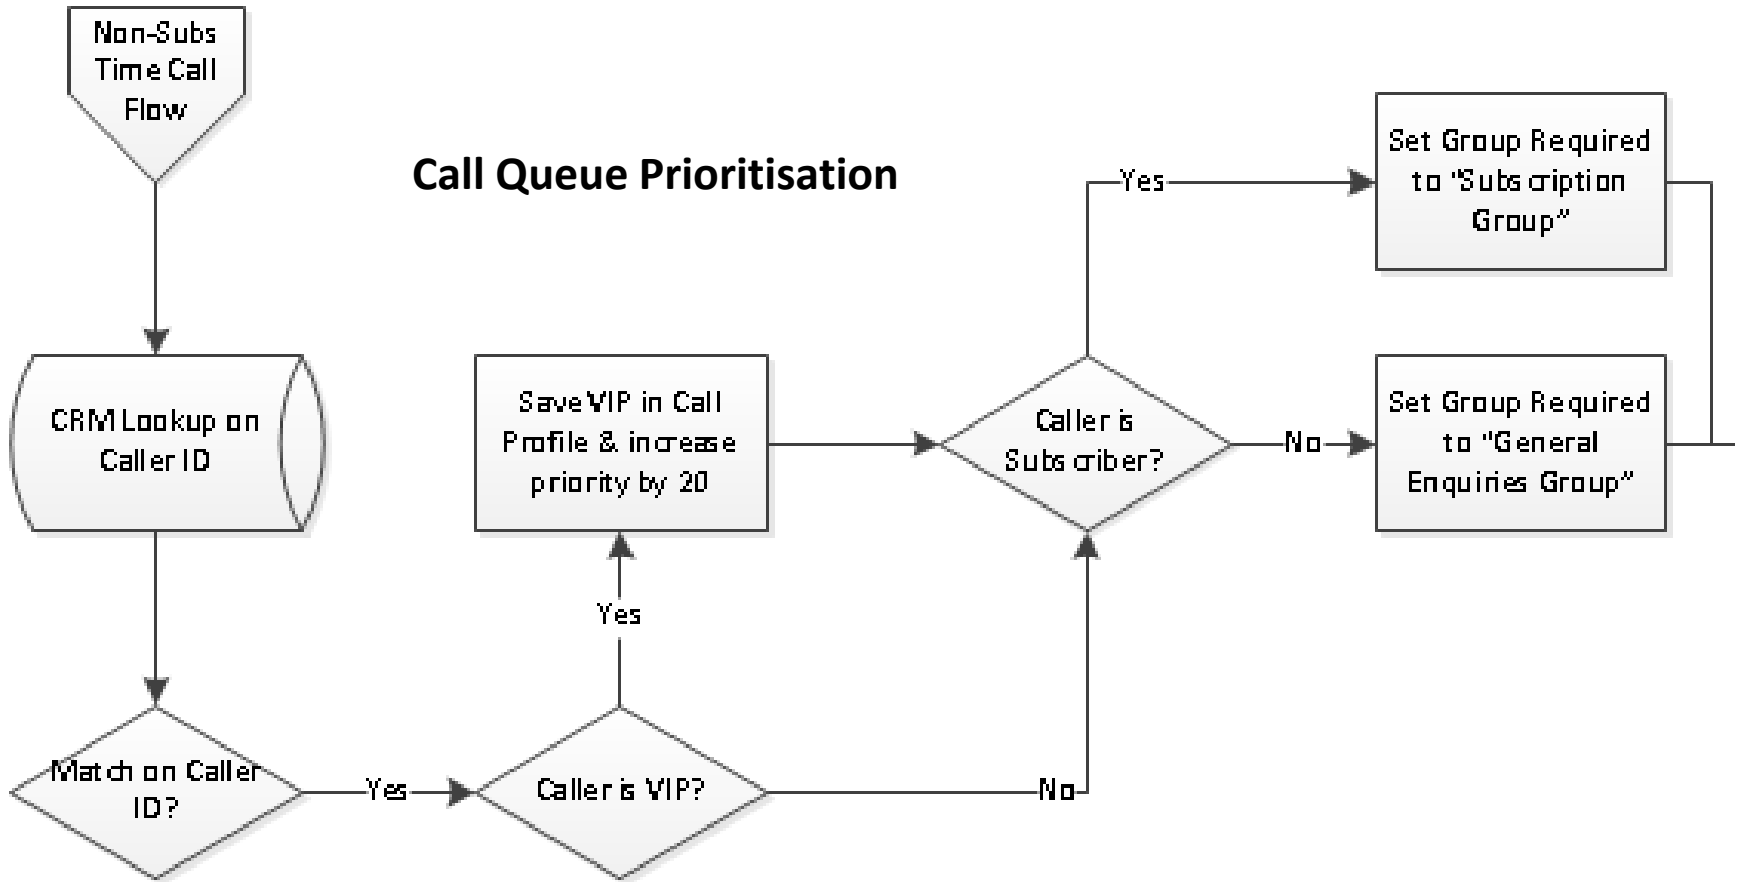 Non-Subs
Time Call
Flow
Call Queue Prioritisation
Set Group Required
to "Subscription
Group"
Yes
CRM Lookup on
Caller ID
Save VIP in Call
Profile & increase
priority by 20
Caller is
Subscriber?
No
Set Group Required
to "General
Enquiries Group"
Yes
Match on Caller
ID?
Yes
Caller is VIP?
No